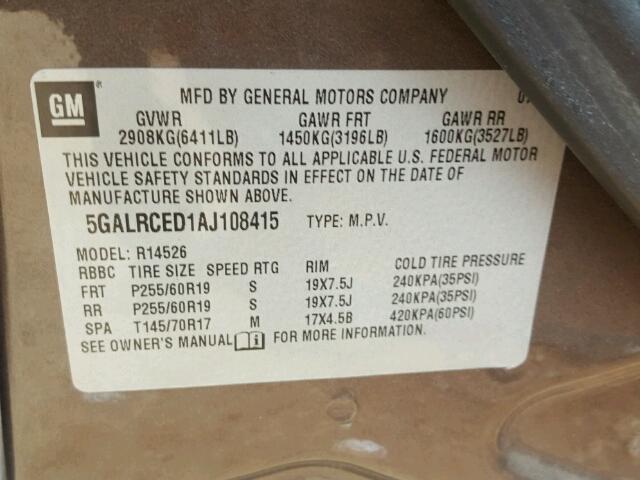 GM ®
MFD BY GENERAL MOTORS COMPANY
GVWR GAWR FRT GAWR RR
2908KG(6411LB) 1450KG(3196LB) 1600KG(3527LB)
THIS VEHICLE CONFORMS TO ALL APPLICABLE U.S. FEDERAL MOTOR
VEHICLE SAFETY STANDARDS IN EFFECT ON THE DATE OF
MANUFACTURE SHOWN ABOVE.
5GALRCED1AJ108415 TYPE: M.P.V.
MODEL: R14526
RBBC TIRE SIZE SPEED RTG RIM COLD TIRE PRESSURE
FRT P255/60R19 S 19X7.5J 240KPA(35PSI)
RR P255/60R19 S 19X7.5J 240KPA(35PSI)
SPA T145/70R17 M 17X4.5B 420KPA(60PSI)
SEE OWNER'S MANUAL FOR MORE INFORMATION.